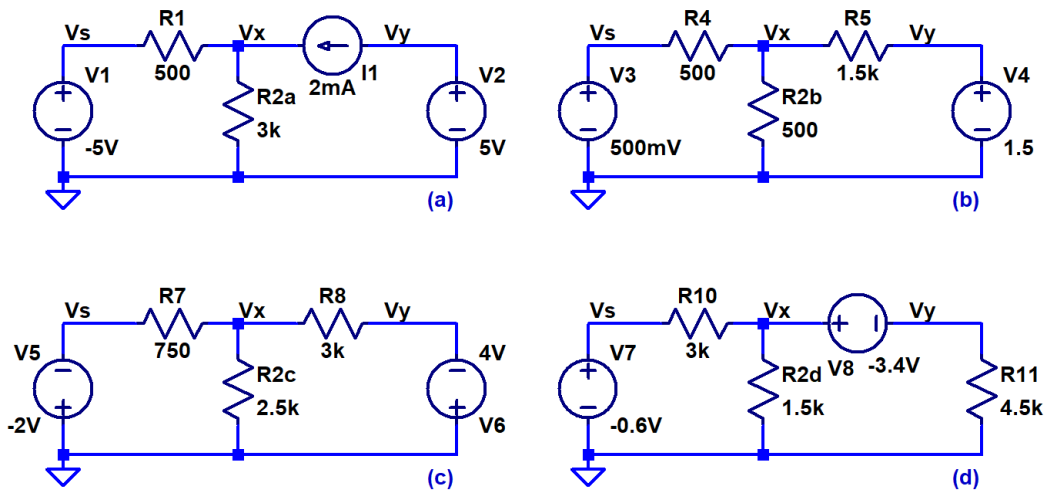 Vs R1 Vx Vy
500 2mA I1
V1 V2
R2a
3k
-5V 5V
(a)
Vs R4 Vx R5 Vy
500 1.5k
V3 V4
R2b
500
500mV 1.5
(b)
Vs R7 Vx R8 Vy
750 3k
V5 4V
R2c
2.5k
-2V V6
(c)
Vs R10 Vx Vy
3k
V7 V8 -3.4V
R2d R11
1.5k 4.5k
-0.6V
(d)